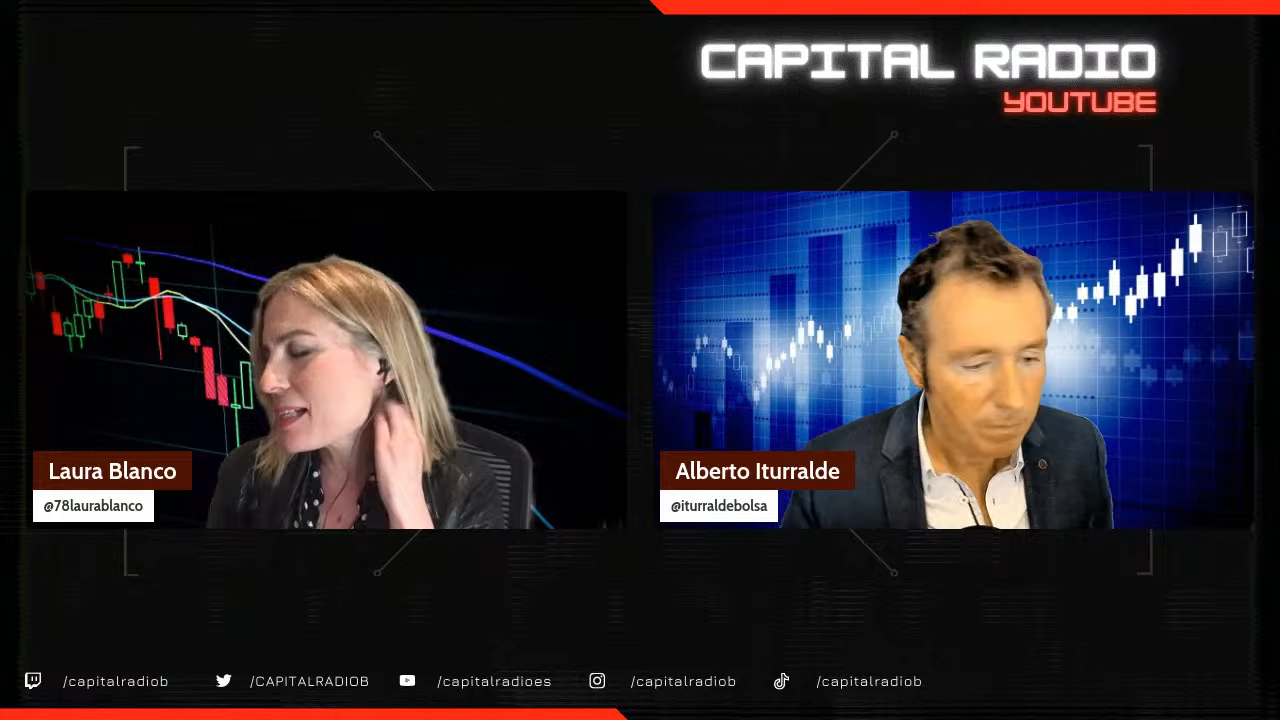 CAPITAL RADIO
YOUTUBE
Laura Blanco
@78laurablanco
Alberto Iturralde
@iturraldebolsa
/capitalradiob
/CAPITALRADIOB
/capitalradioes
/capitalradiob
/capitalradiob